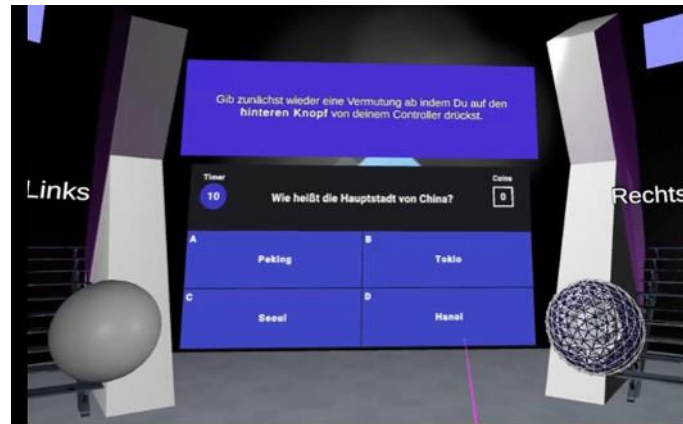 Gib zunächst wieder eine Vermutung ab indem Du auf den
hinteren Knopf von deinem Controller drückst.
Links
Rechts
Timer
10
Wie heißt die Hauptstadt von China?
Coins
0
A
Peking
B
Tokio
C
Seoul
D
Hanoi